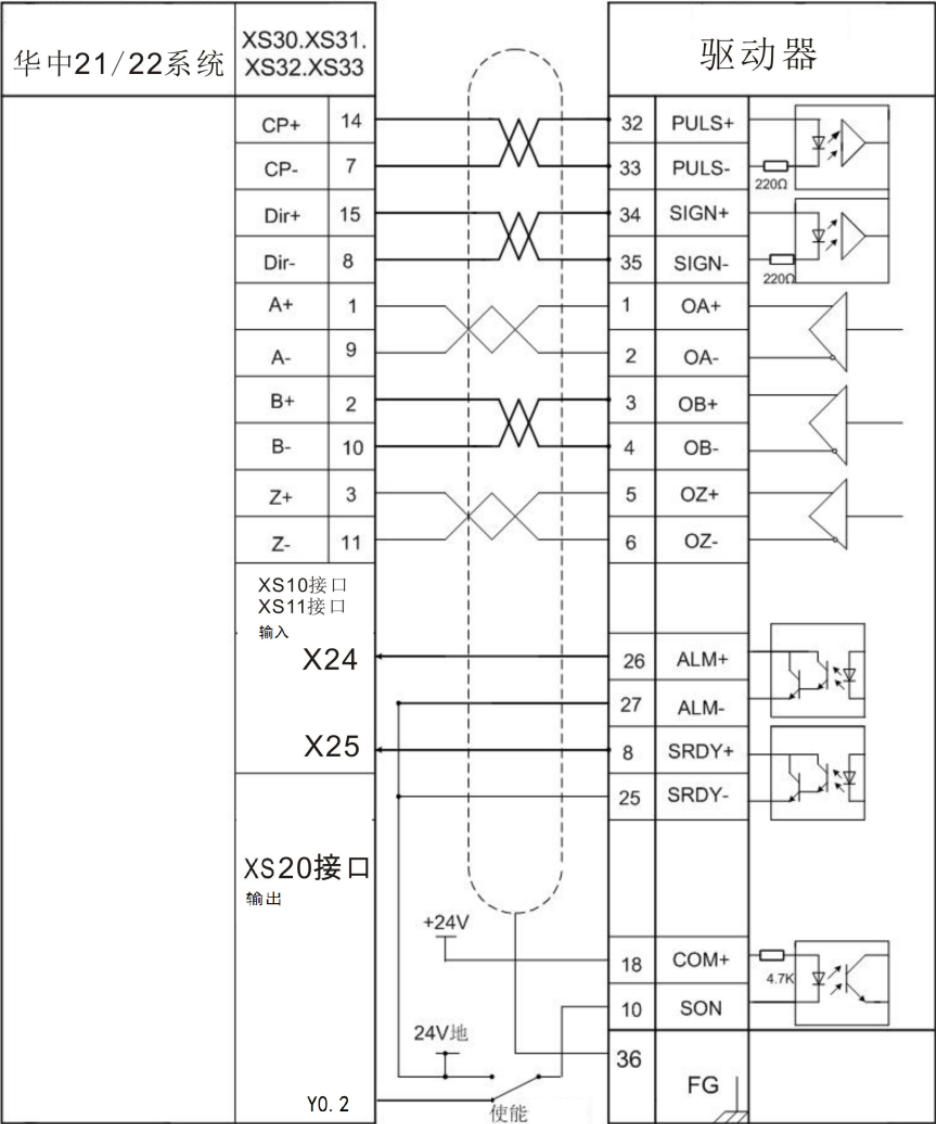 华中21/22系统
XS30.XS31.
XS32.XS33
驱动器
CP+ 14 32 PULS+
CP- 7 33 PULS-
220Ω
Dir+ 15 34 SIGN+
Dir- 8 35 SIGN-
220Ω
A+ 1 1 OA+
A- 9 2 OA-
B+ 2 3 OB+
B- 10 4 OB-
Z+ 3 5 OZ+
Z- 11 6 OZ-
XS10接口
XS11接口
输入
X24 26 ALM+
27 ALM-
X25 8 SRDY+
25 SRDY-
XS20接口
输出
+24V
18 COM+
4.7K
10 SON
24V地
36
FG
Y0.2
使能